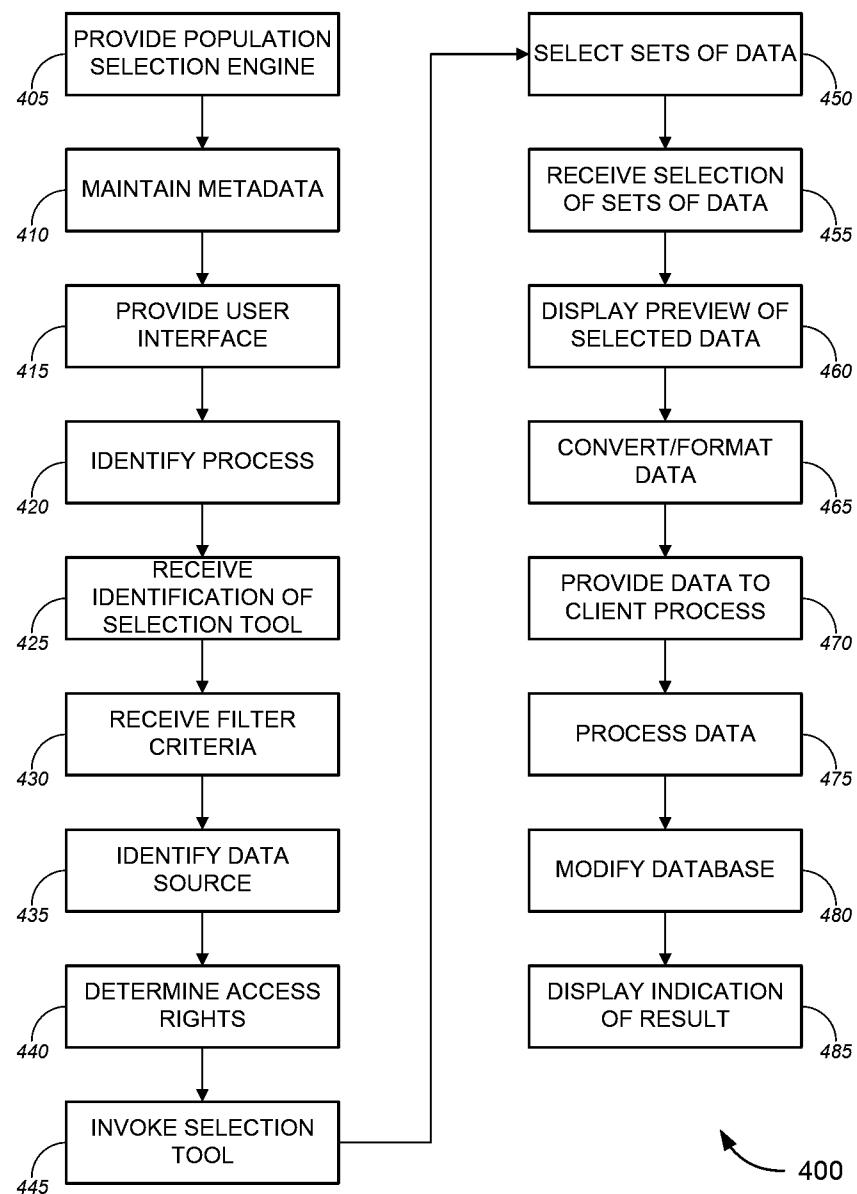 PROVIDE POPULATION
SELECTION ENGINE
405
MAINTAIN METADATA
410
PROVIDE USER
INTERFACE
415
IDENTIFY PROCESS
420
RECEIVE
IDENTIFICATION OF
SELECTION TOOL
425
RECEIVE FILTER
CRITERIA
430
IDENTIFY DATA
SOURCE
435
DETERMINE ACCESS
RIGHTS
440
INVOKE SELECTION
TOOL
445
SELECT SETS OF DATA
450
RECEIVE SELECTION
OF SETS OF DATA
455
DISPLAY PREVIEW OF
SELECTED DATA
460
CONVERT/FORMAT
DATA
465
PROVIDE DATA TO
CLIENT PROCESS
470
PROCESS DATA
475
MODIFY DATABASE
480
DISPLAY INDICATION
OF RESULT
485
400